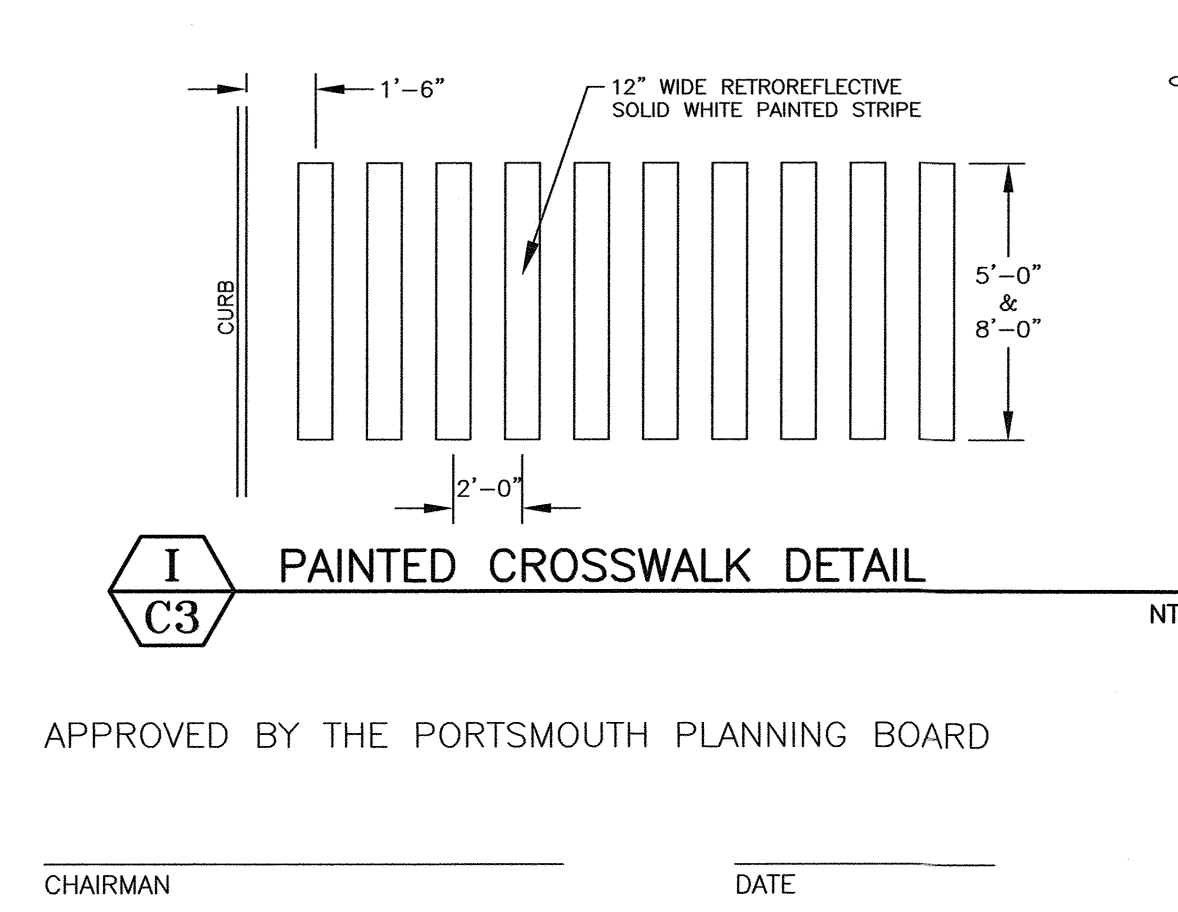 1'-6"
12" WIDE RETROREFLECTIVE
SOLID WHITE PAINTED STRIPE
CURB
5'-0"
&
8'-0"
2'-0"
I
C3
PAINTED CROSSWALK DETAIL
NT
APPROVED BY THE PORTSMOUTH PLANNING BOARD
CHAIRMAN
DATE